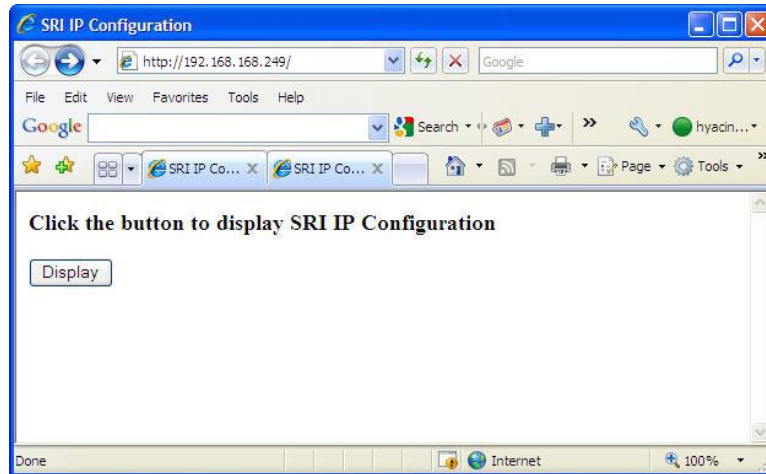 SRI IP Configuration
http://192.168.168.249/
Google
File Edit View Favorites Tools Help
Google Search hyacin...
SRI IP Co... SRI IP Co... Page Tools
Click the button to display SRI IP Configuration
Display
Done Internet 100%